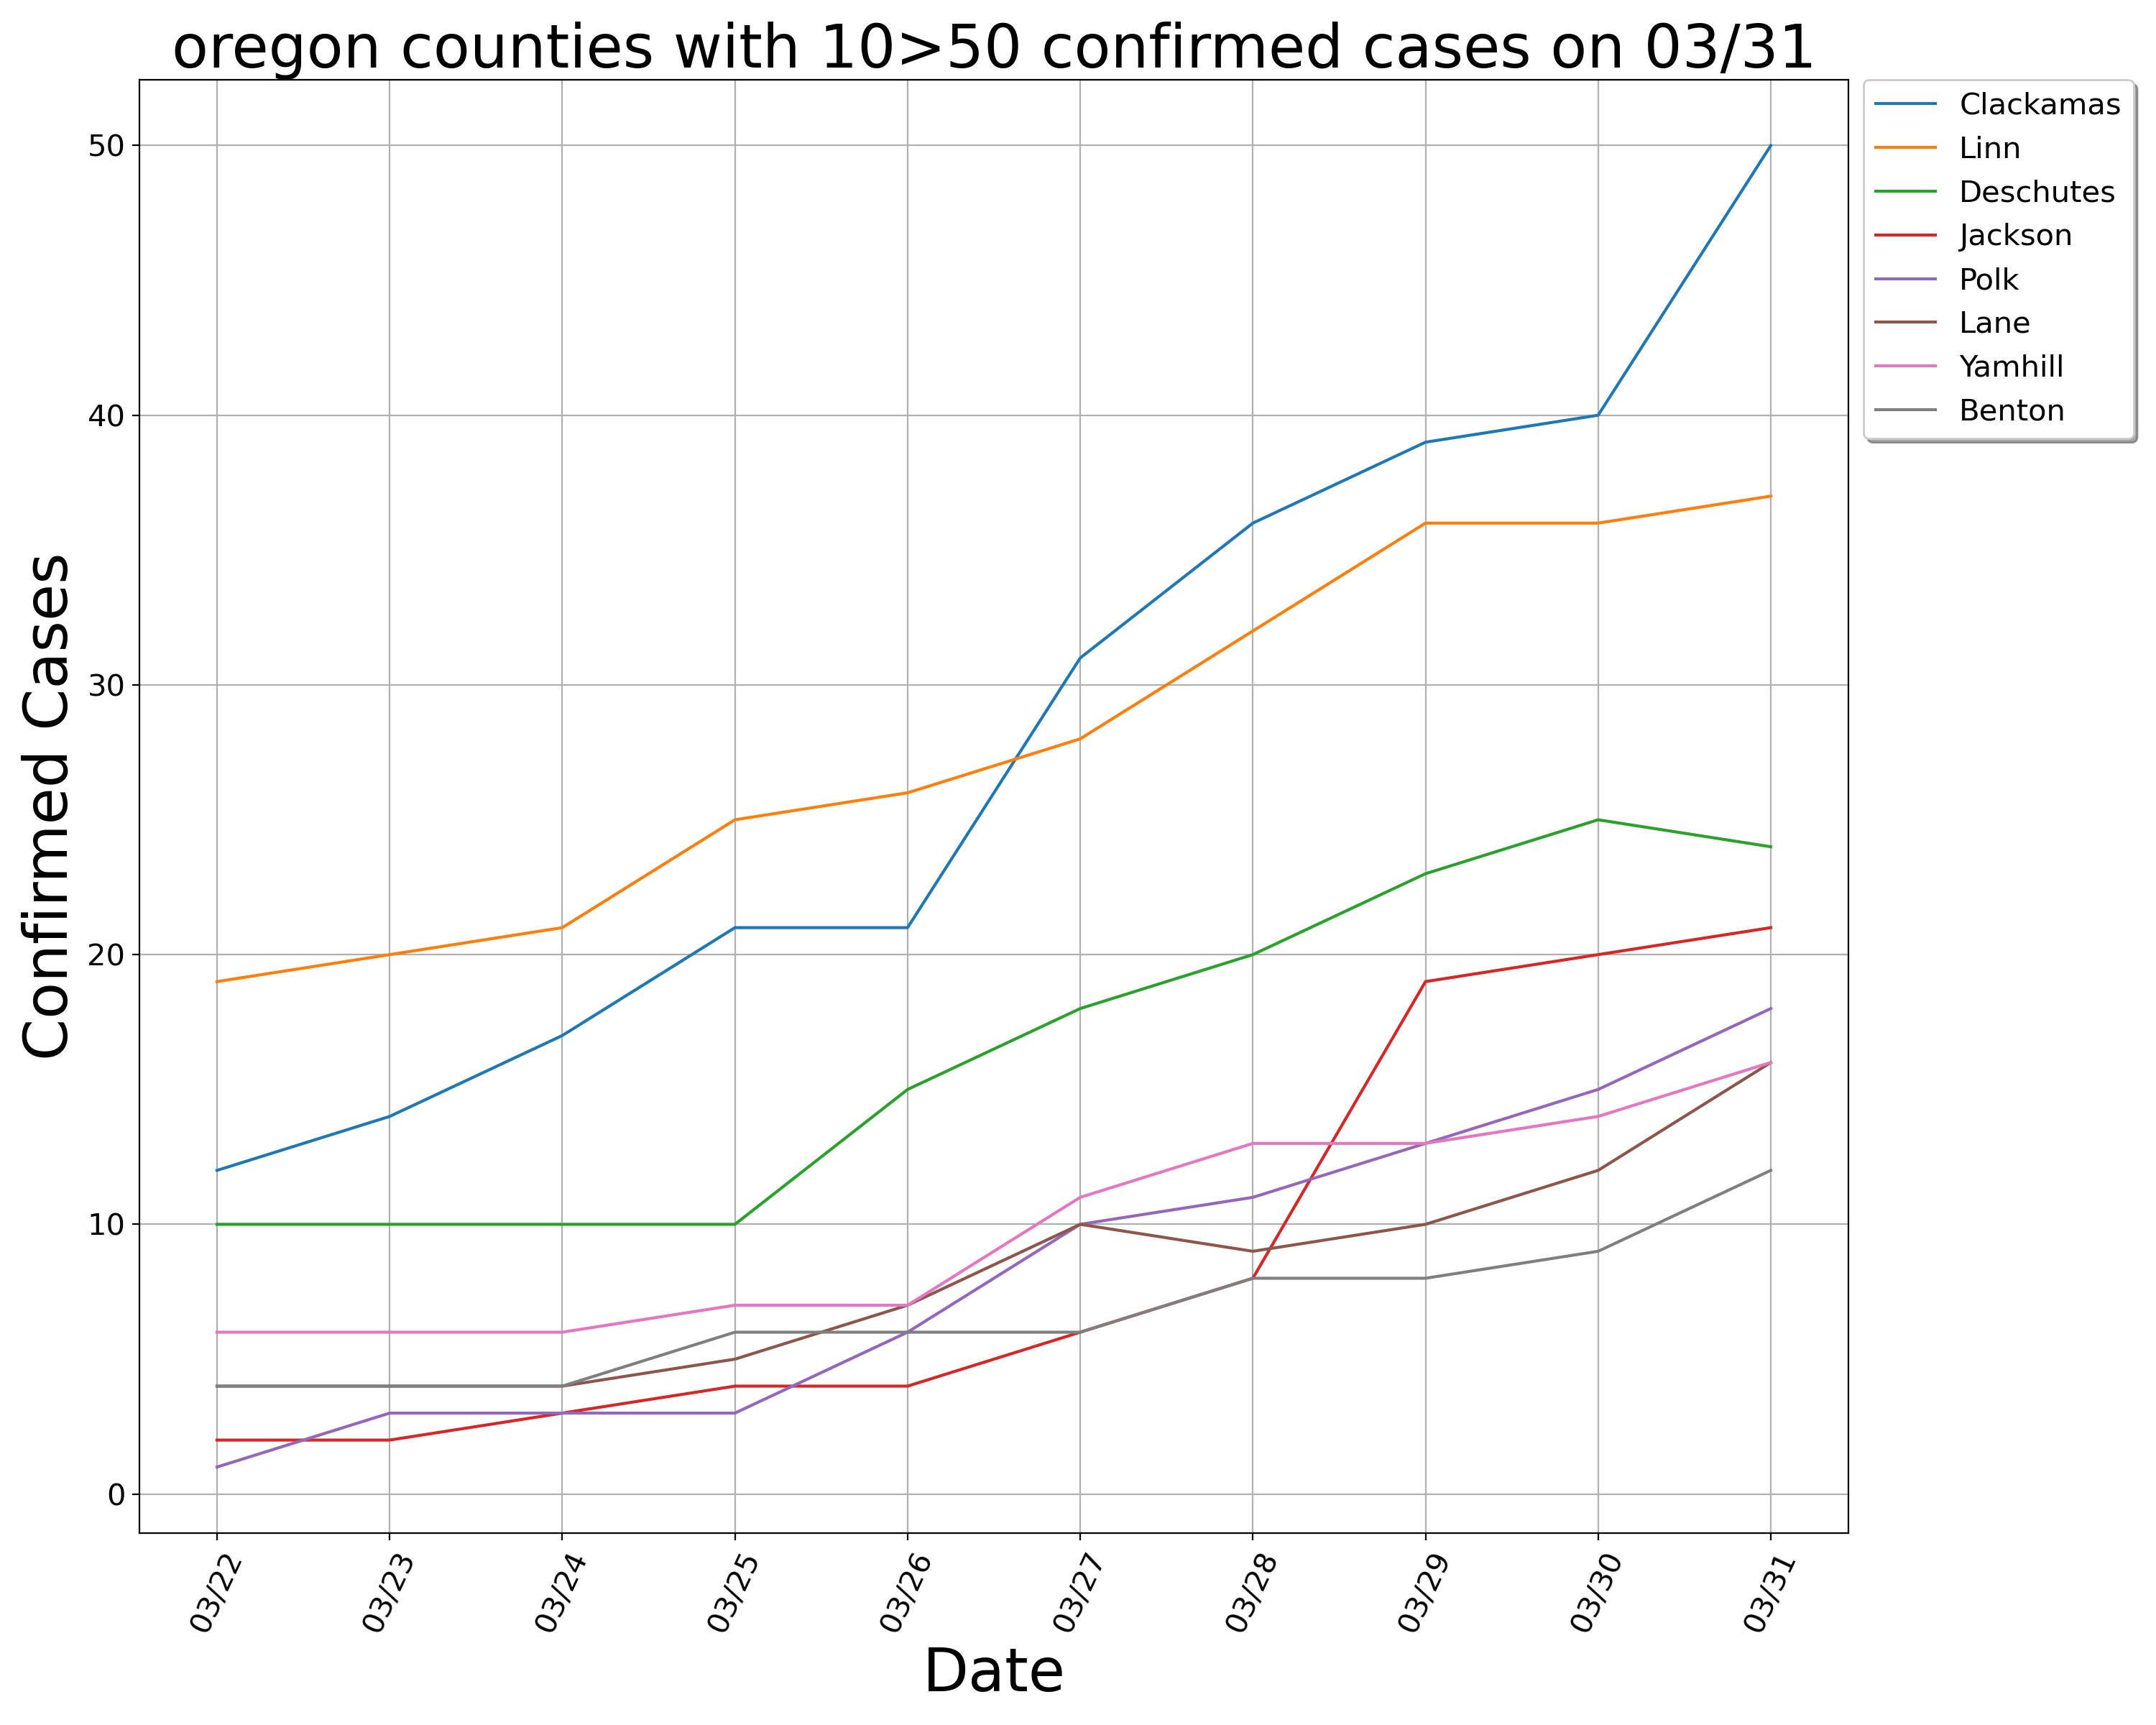 oregon counties with 10>50 confirmed cases on 03/31
Clackamas
Linn
Deschutes
Jackson
Polk
Lane
Yamhill
Benton
Confirmed Cases
50
40
30
20
10
0
03/22
03/23
03/24
03/25
03/26
03/27
03/28
03/29
03/30
03/31
Date